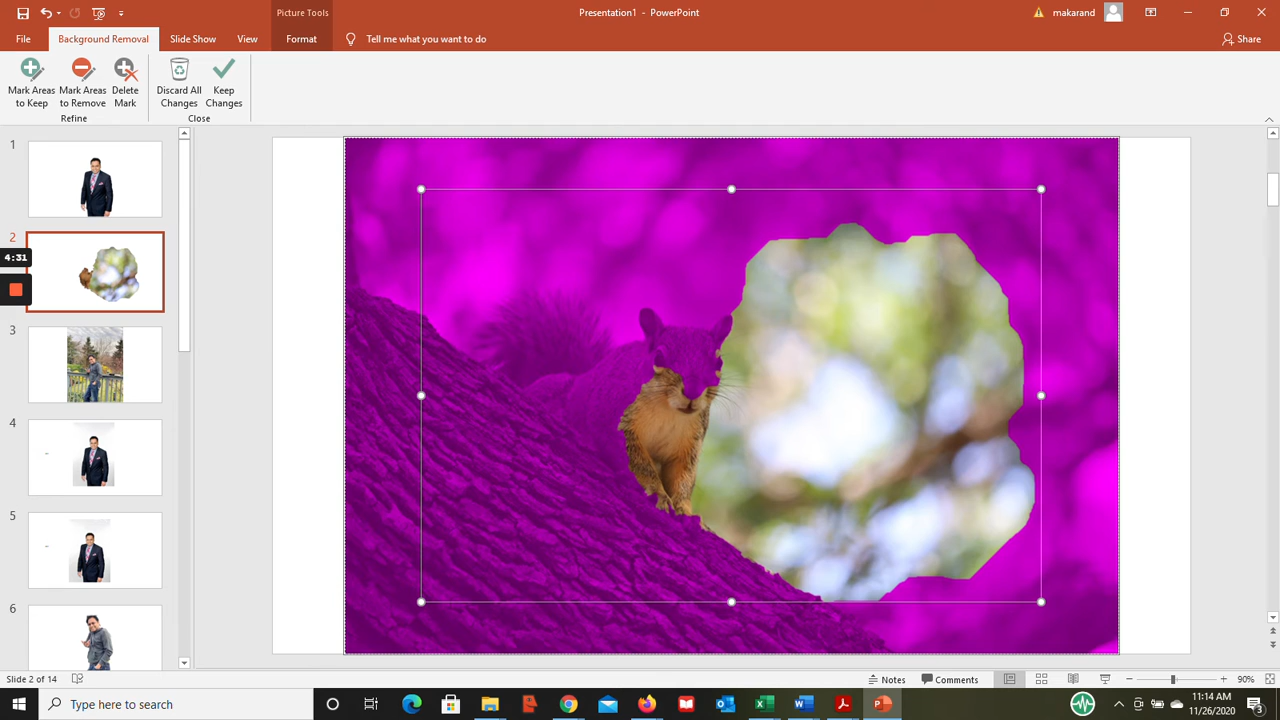 Picture Tools
Presentation1 - PowerPoint
makarand
File
Background Removal
Slide Show
View
Format
Tell me what you want to do
Share
Mark Areas to Keep
Mark Areas to Remove
Delete Mark
Discard All Changes
Keep Changes
Refine
Close
1
2
4:31
3
4
5
6
Slide 2 of 14
Notes
Comments
90%
Type here to search
11:14 AM
11/26/2020
3